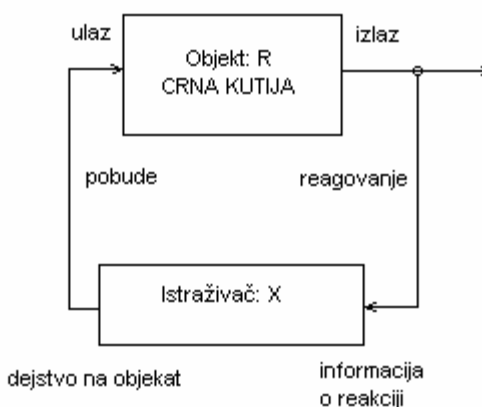 ulaz
izlaz
Objekt: R
CRNA KUTIJA
pobude
reagovanje
Istraživač: X
dejstvo na objekat
informacija
o reakciji